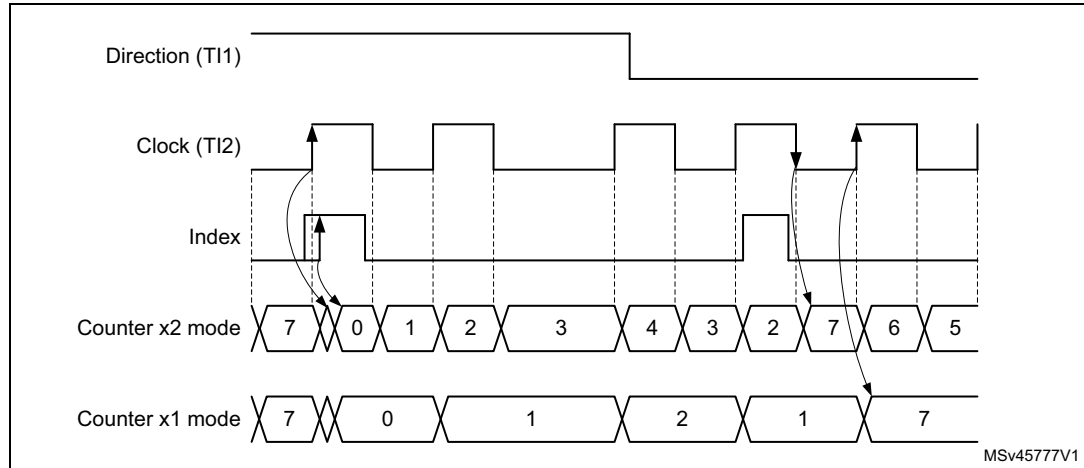 Direction (TI1)
Clock (TI2)
Index
Counter x2 mode 7 0 1 2 3 4 3 2 7 6 5
Counter x1 mode 7 0 1 2 1 7
MSv45777V1